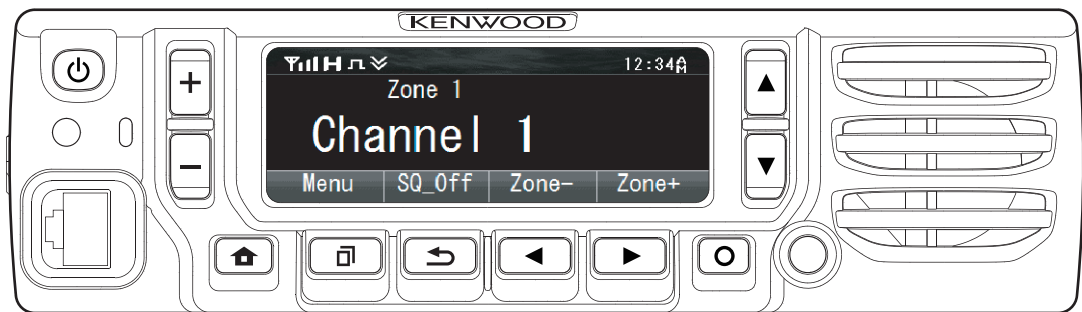 KENWOOD
H 12:34
Zone 1
Channel 1
Menu SQ_Off Zone- Zone+